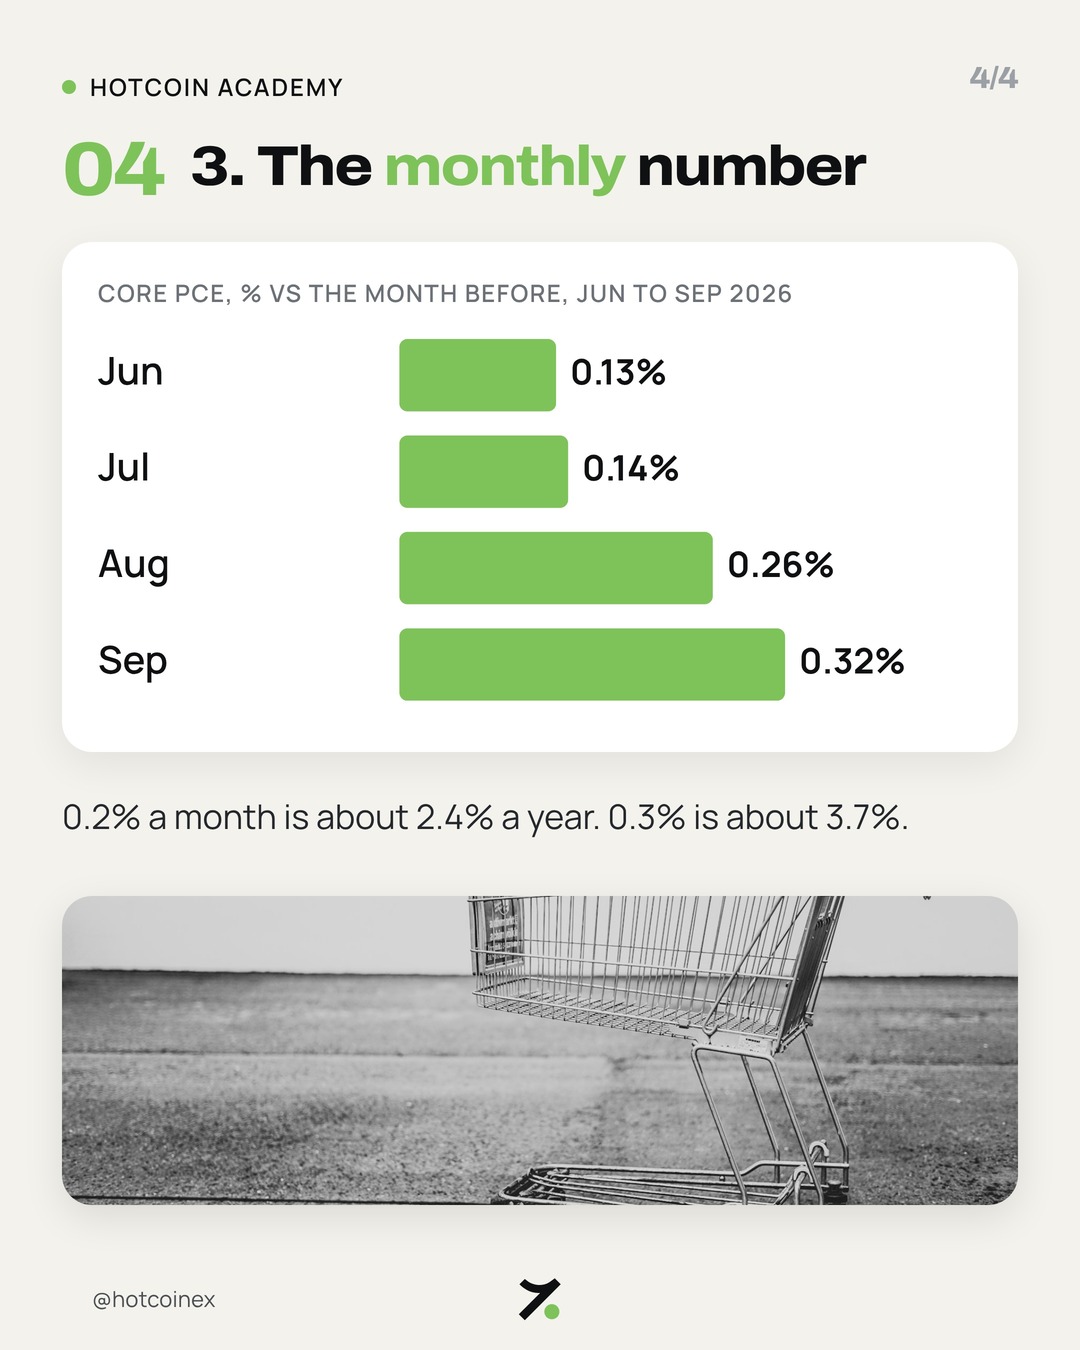 HOTCOIN ACADEMY
4/4
04 3. The monthly number
CORE PCE, % VS THE MONTH BEFORE, JUN TO SEP 2026
Jun 0.13%
Jul 0.14%
Aug 0.26%
Sep 0.32%
0.2% a month is about 2.4% a year. 0.3% is about 3.7%.
@hotcoinex